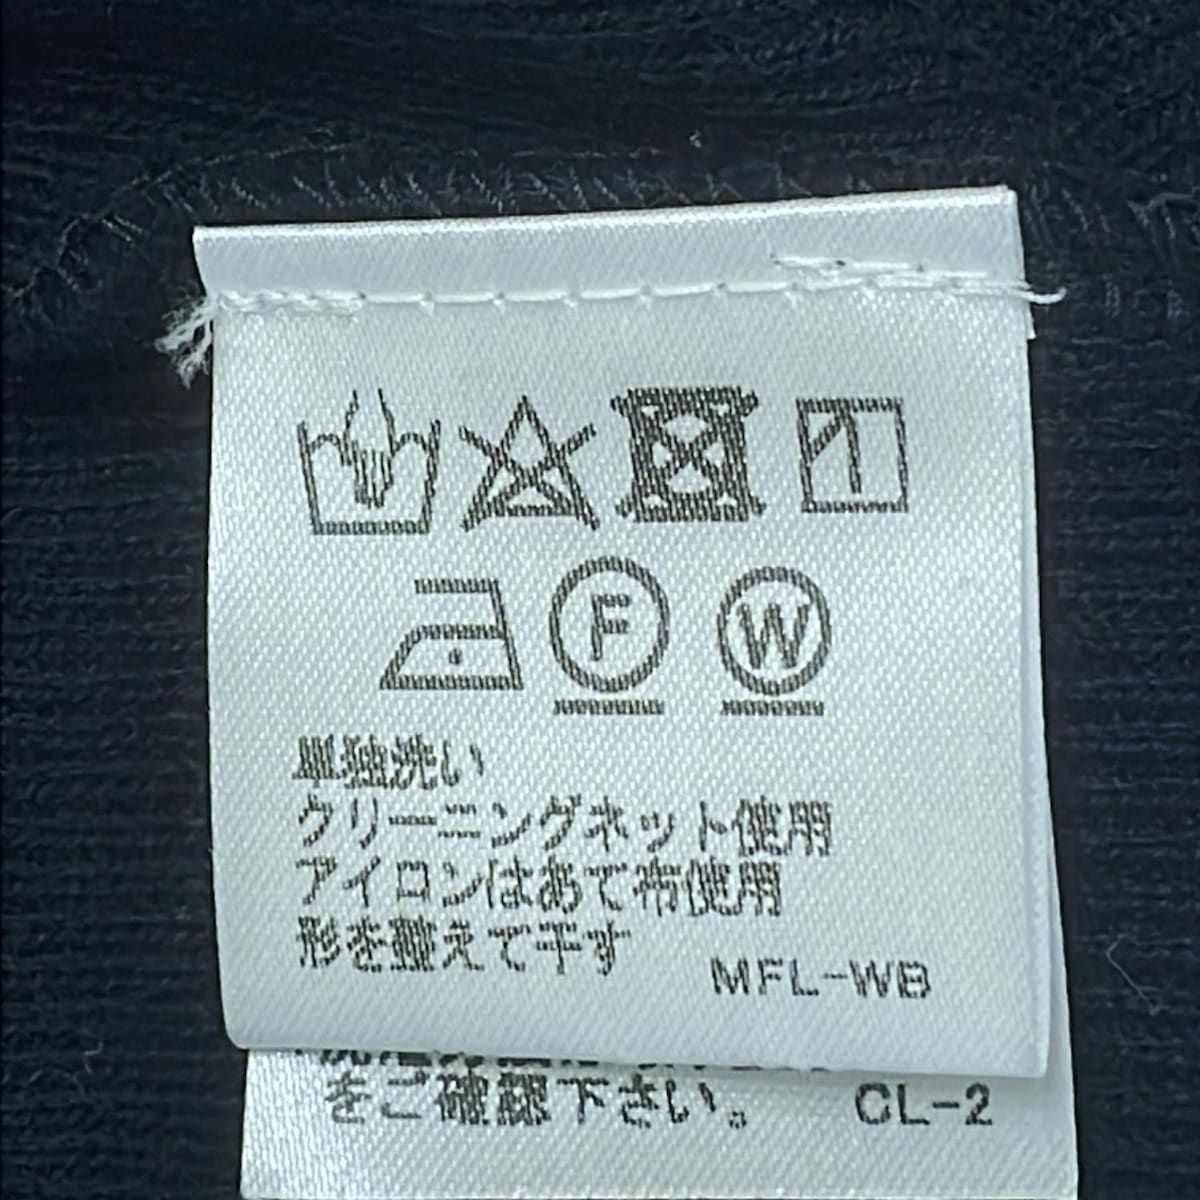 F W
単独洗い
クリーニングネット使用
アイロンはあて布使用
形を整えて干す
MFL-WB
をご確認下さい。 CL-2